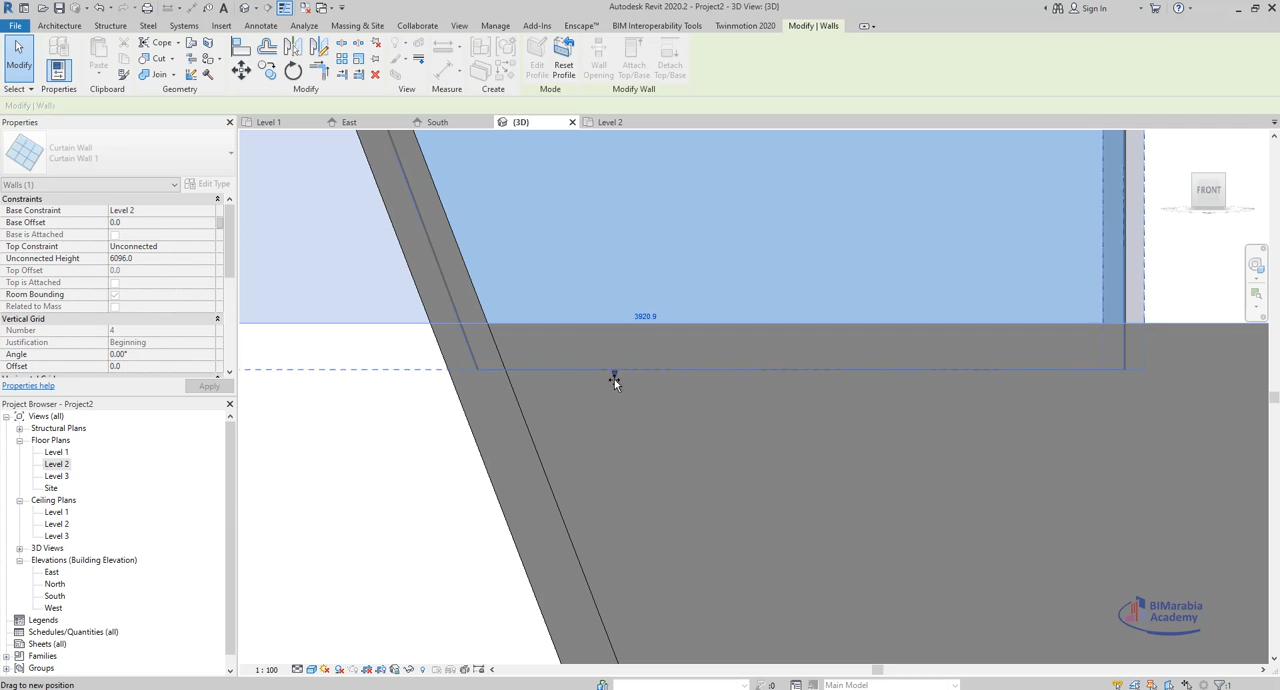 Autodesk Revit 2020.2 - Project2 - 3D View: {3D}
Sign In
File Architecture Structure Steel Systems Insert Annotate Analyze Massing & Site Collaborate View Manage Add-Ins Enscape™ BIM Interoperability Tools Twinmotion 2020 Modify | Walls
Modify
Paste
Cope
Cut
Join
Edit Profile
Reset Profile
Wall Opening
Attach Top/Base
Detach Top/Base
Select Properties Clipboard Geometry Modify View Measure Create Mode Modify Wall
Modify | Walls
Properties
Level 1 East South {3D} Level 2
Curtain Wall
Curtain Wall 1
Walls (1) Edit Type
Constraints
Base Constraint Level 2
Base Offset 0.0
Base is Attached
Top Constraint Unconnected
Unconnected Height 6096.0
Top Offset 0.0
Top is Attached
Room Bounding
Related to Mass
Vertical Grid
Number 4
Justification Beginning
Angle 0.00°
Offset 0.0
Properties help Apply
Project Browser - Project2
Views (all)
Structural Plans
Floor Plans
Level 1
Level 2
Level 3
Site
Ceiling Plans
Level 1
Level 2
Level 3
3D Views
Elevations (Building Elevation)
East
North
South
West
Legends
Schedules/Quantities (all)
Sheets (all)
Families
Groups
FRONT
3920.9
BIMarabia
Academy
1 : 100
Drag to new position
:0
Main Model
:1